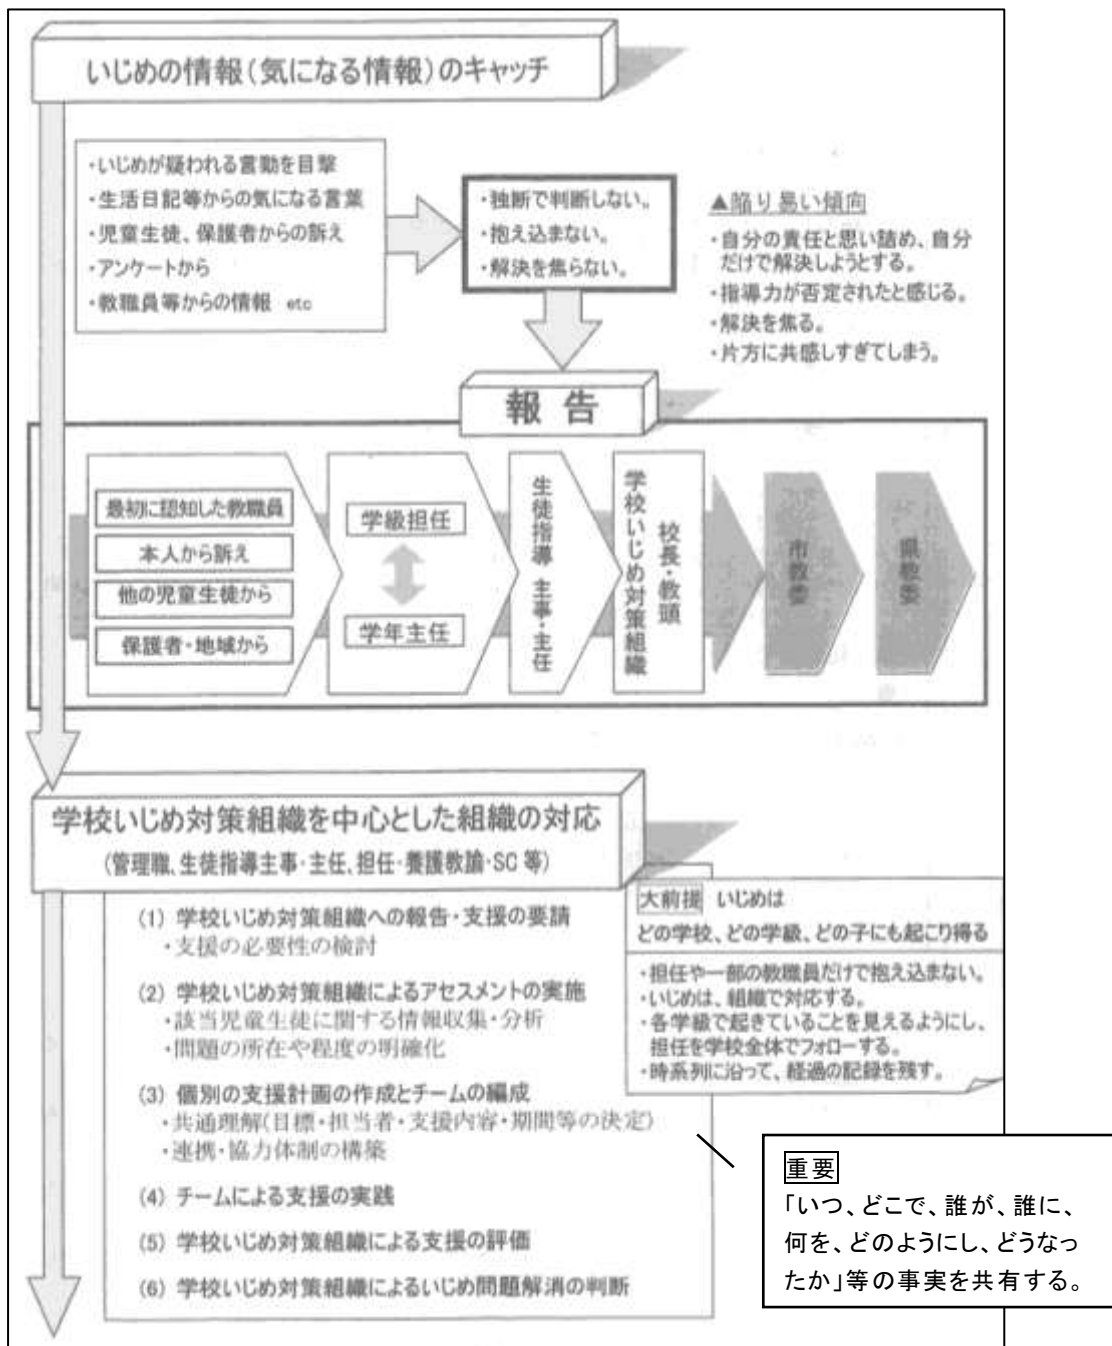 いじめの情報(気になる情報)のキャッチ
・いじめが疑われる言動を目撃
・生活日記等からの気になる言葉
・児童生徒、保護者からの訴え
・アンケートから
・教職員等からの情報 etc
・独断で判断しない。
・抱え込まない。
・解決を焦らない。
▲陥り易い傾向
・自分の責任と思い詰め、自分
だけで解決しようとする。
・指導力が否定されたと感じる。
・解決を焦る。
・片方に共感しすぎてしまう。
報告
最初に認知した教職員
本人から訴え
他の児童生徒から
保護者・地域から
学級担任
学年主任
生徒指導 主事・主任
校長・教頭
学校いじめ対策組織
市教委
県教委
学校いじめ対策組織を中心とした組織の対応
(管理職、生徒指導主事・主任、担任・養護教諭・SC 等)
(1) 学校いじめ対策組織への報告・支援の要請
・支援の必要性の検討
(2) 学校いじめ対策組織によるアセスメントの実施
・該当児童生徒に関する情報収集・分析
・問題の所在や程度の明確化
(3) 個別の支援計画の作成とチームの編成
・共通理解(目標・担当者・支援内容・期間等の決定)
・連携・協力体制の構築
(4) チームによる支援の実践
(5) 学校いじめ対策組織による支援の評価
(6) 学校いじめ対策組織によるいじめ問題解消の判断
大前提 いじめは
どの学校、どの学級、どの子にも起こり得る
・担任や一部の教職員だけで抱え込まない。
・いじめは、組織で対応する。
・各学級で起きていることを見えるようにし、
担任を学校全体でフォローする。
・時系列に沿って、経過の記録を残す。
重要
「いつ、どこで、誰が、誰に、
何を、どのようにし、どうなっ
たか」等の事実を共有する。